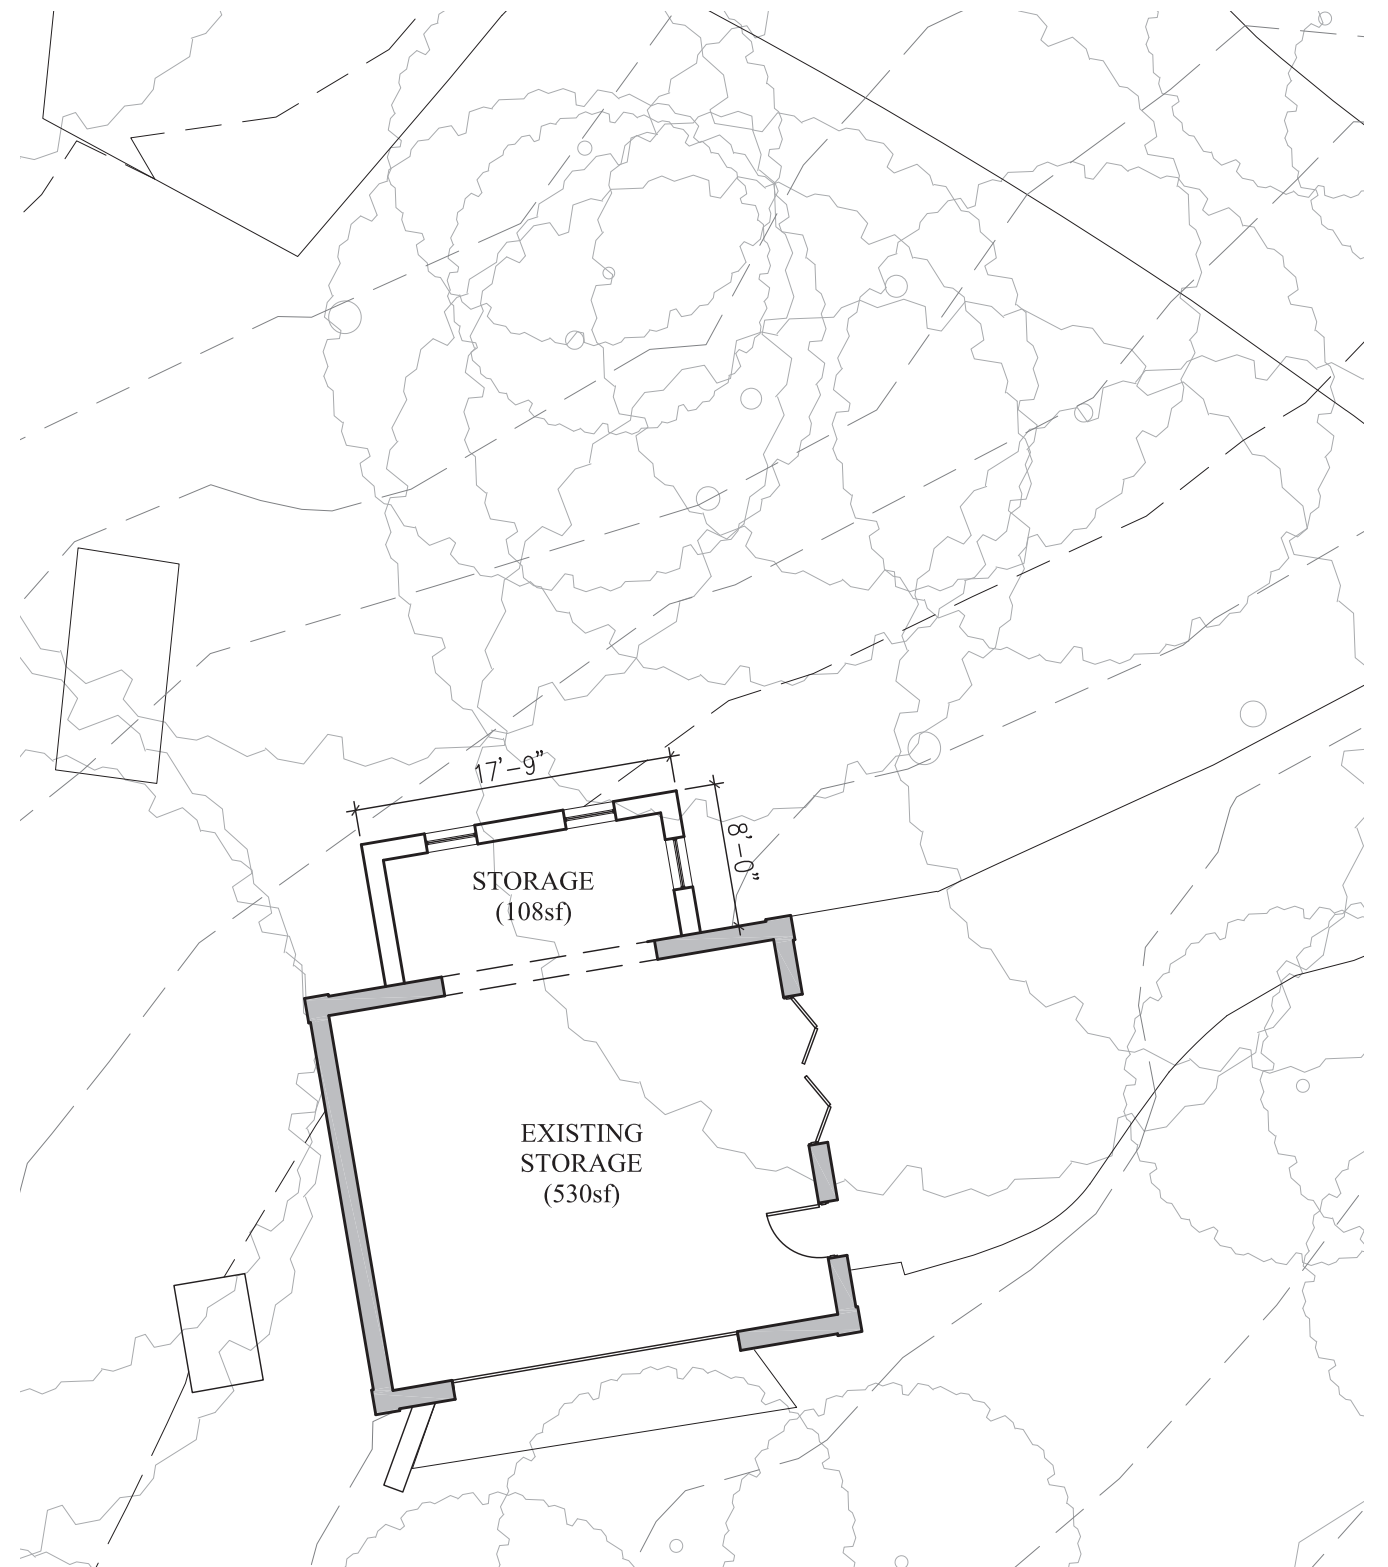 17'-9"
8'-0"
STORAGE
(108sf)
EXISTING
STORAGE
(530sf)